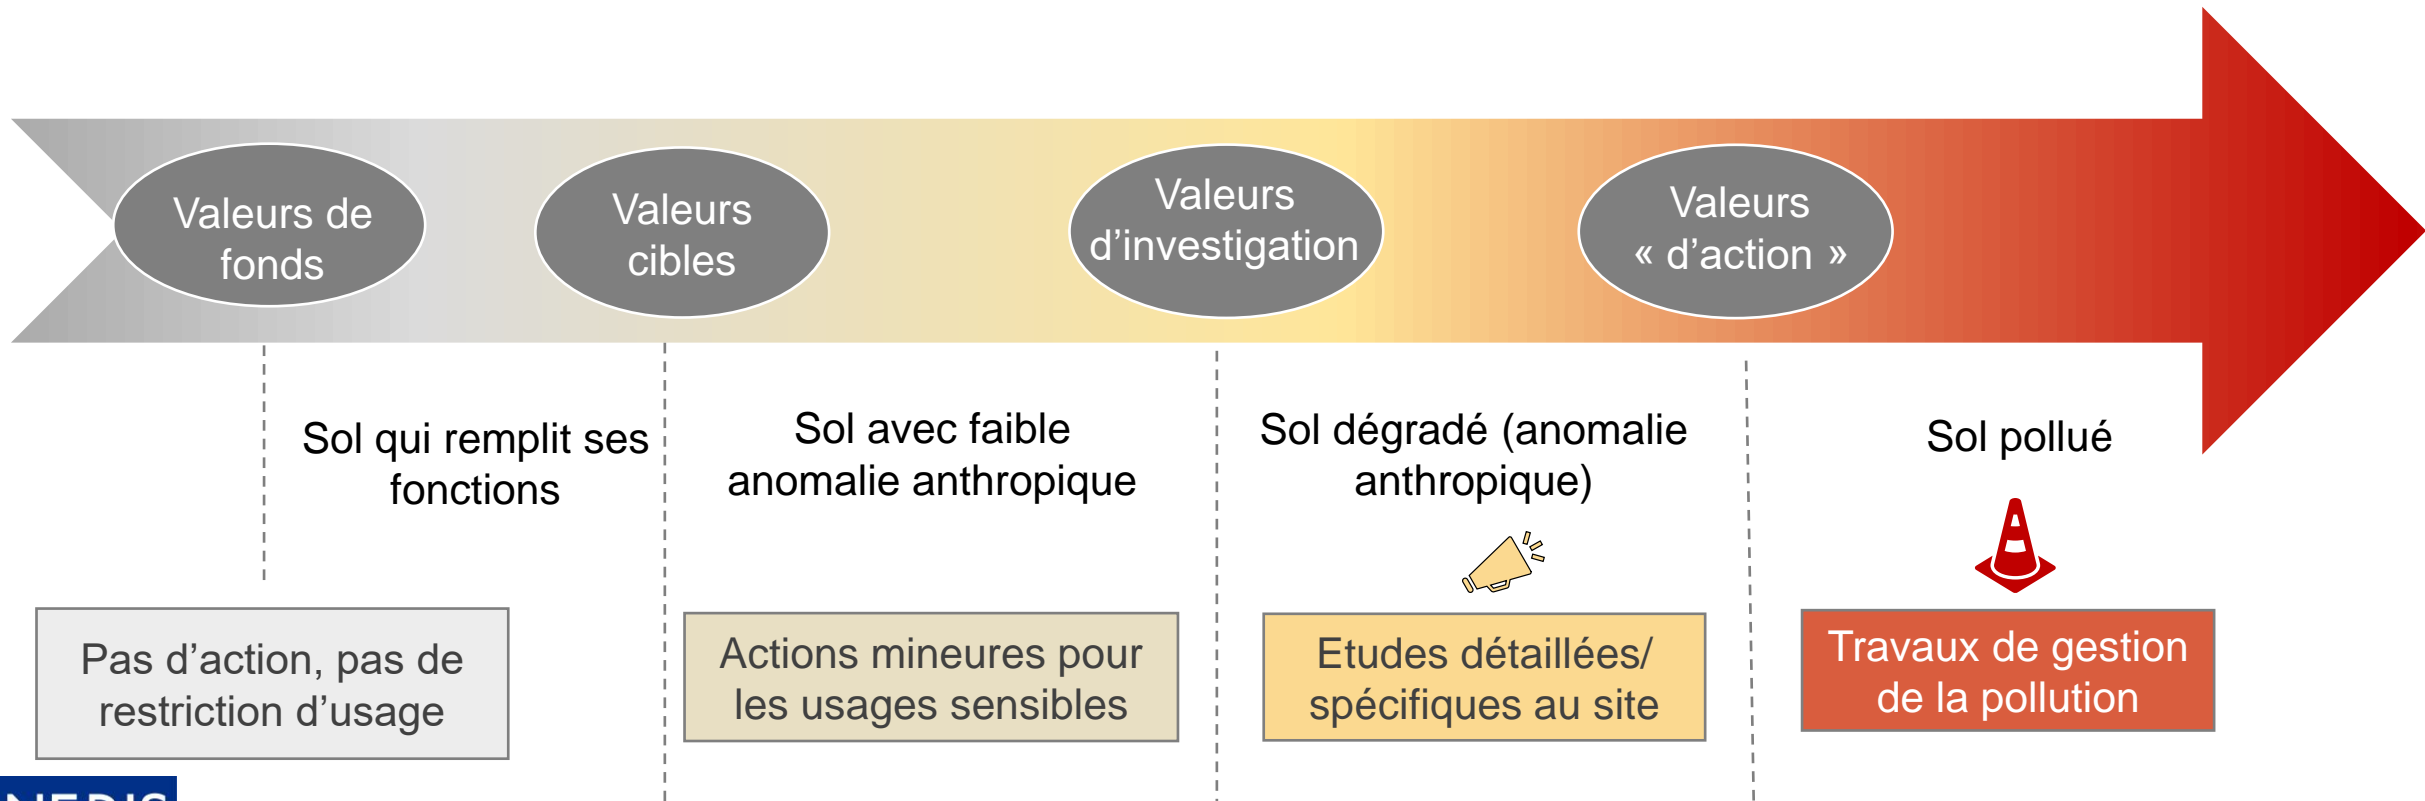 Valeurs de
fonds
Valeurs
cibles
Valeurs
d’investigation
Valeurs
« d’action »
Sol qui remplit ses
fonctions
Sol avec faible
anomalie anthropique
Sol dégradé (anomalie
anthropique)
Sol pollué
Pas d’action, pas de
restriction d’usage
Actions mineures pour
les usages sensibles
Etudes détaillées/
spécifiques au site
Travaux de gestion
de la pollution